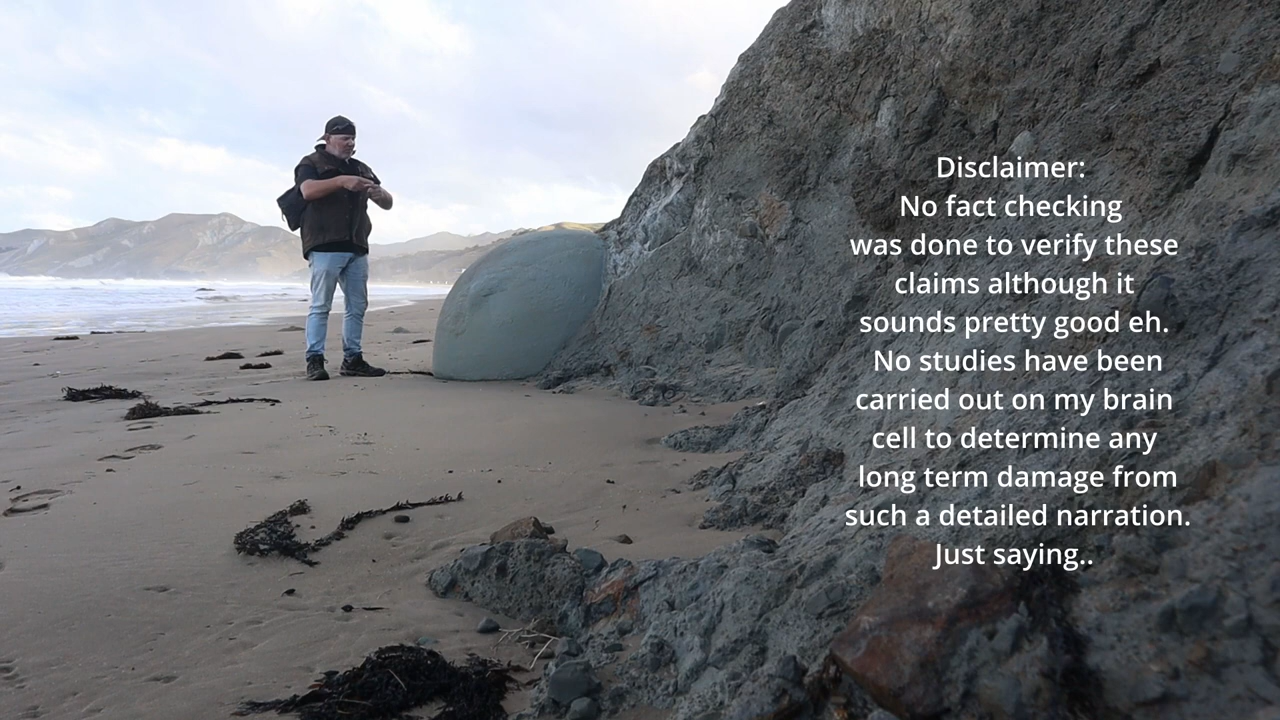 Disclaimer:
No fact checking
was done to verify these
claims although it
sounds pretty good eh.
No studies have been
carried out on my brain
cell to determine any
long term damage from
such a detailed narration.
Just saying..